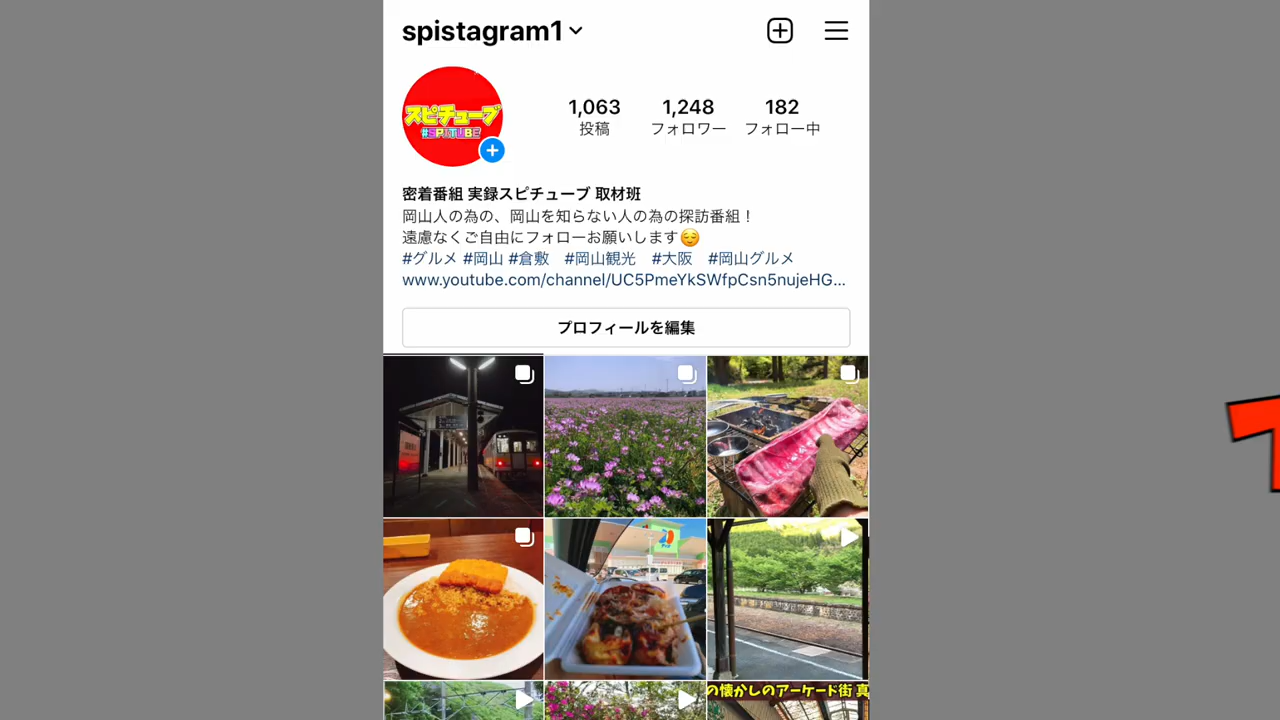 spistagram1
スピチューブ
#SPITUBE
1,063
投稿
1,248
フォロワー
182
フォロー中
密着番組 実録スピチューブ 取材班
岡山人の為の、岡山を知らない人の為の探訪番組！
遠慮なくご自由にフォローお願いします😌
#グルメ #岡山 #倉敷　#岡山観光　#大阪　#岡山グルメ
www.youtube.com/channel/UC5PmeYkSWfpCsn5nujeHG...
プロフィールを編集
の懐かしのアーケード街 真